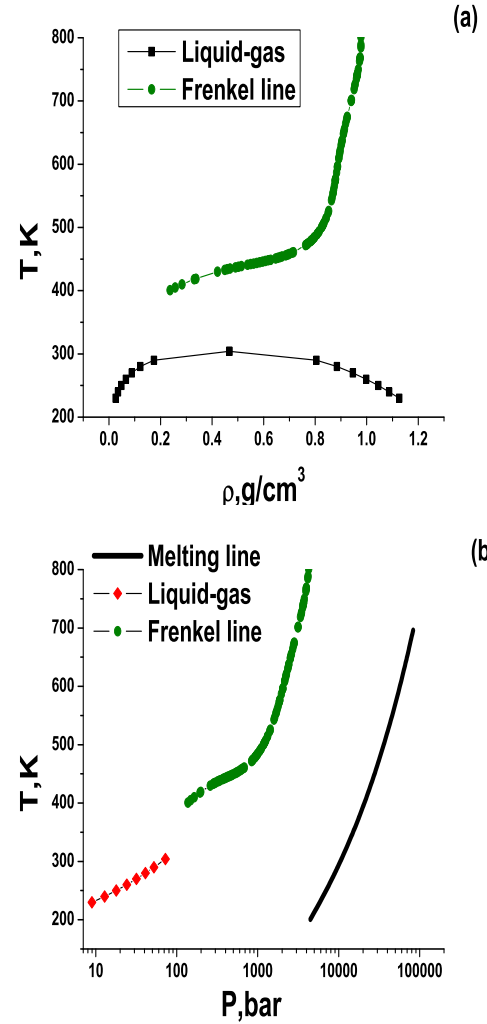 (a)
Liquid-gas
Frenkel line
800
700
600
500
400
300
200
T,K
0.0 0.2 0.4 0.6 0.8 1.0 1.2
ρ,g/cm³
(b
Melting line
Liquid-gas
Frenkel line
800
700
600
500
400
300
200
T,K
10 100 1000 10000 100000
P,bar